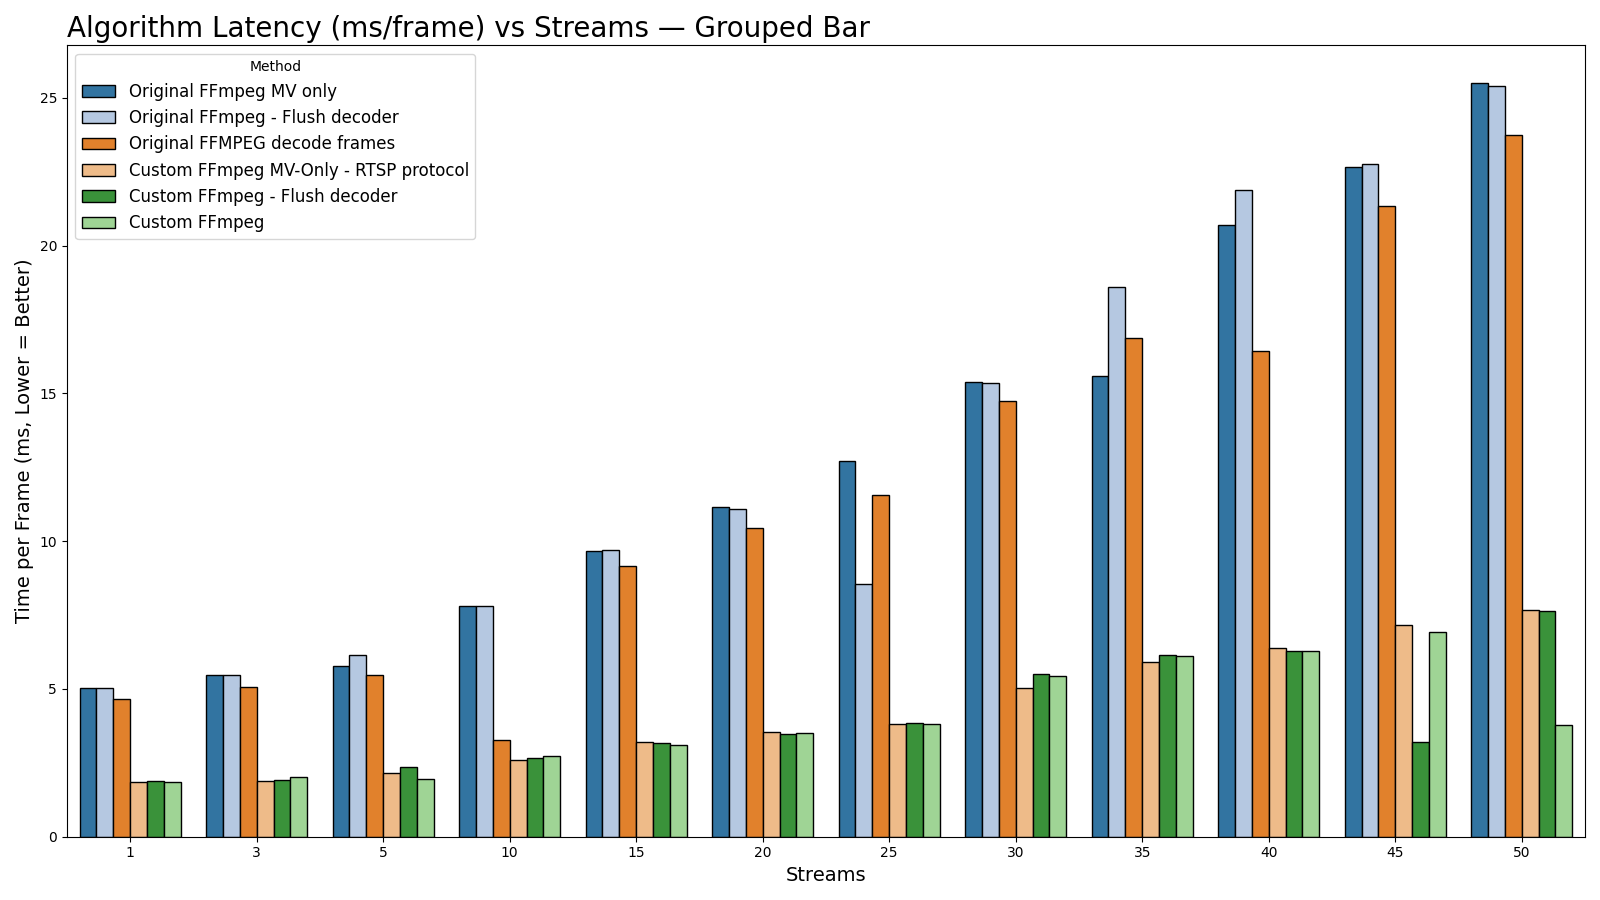 Algorithm Latency (ms/frame) vs Streams — Grouped Bar
Method
Original FFmpeg MV only
Original FFmpeg - Flush decoder
Original FFMPEG decode frames
Custom FFmpeg MV-Only - RTSP protocol
Custom FFmpeg - Flush decoder
Custom FFmpeg
Time per Frame (ms, Lower = Better)
25
20
15
10
5
0
1 3 5 10 15 20 25 30 35 40 45 50
Streams